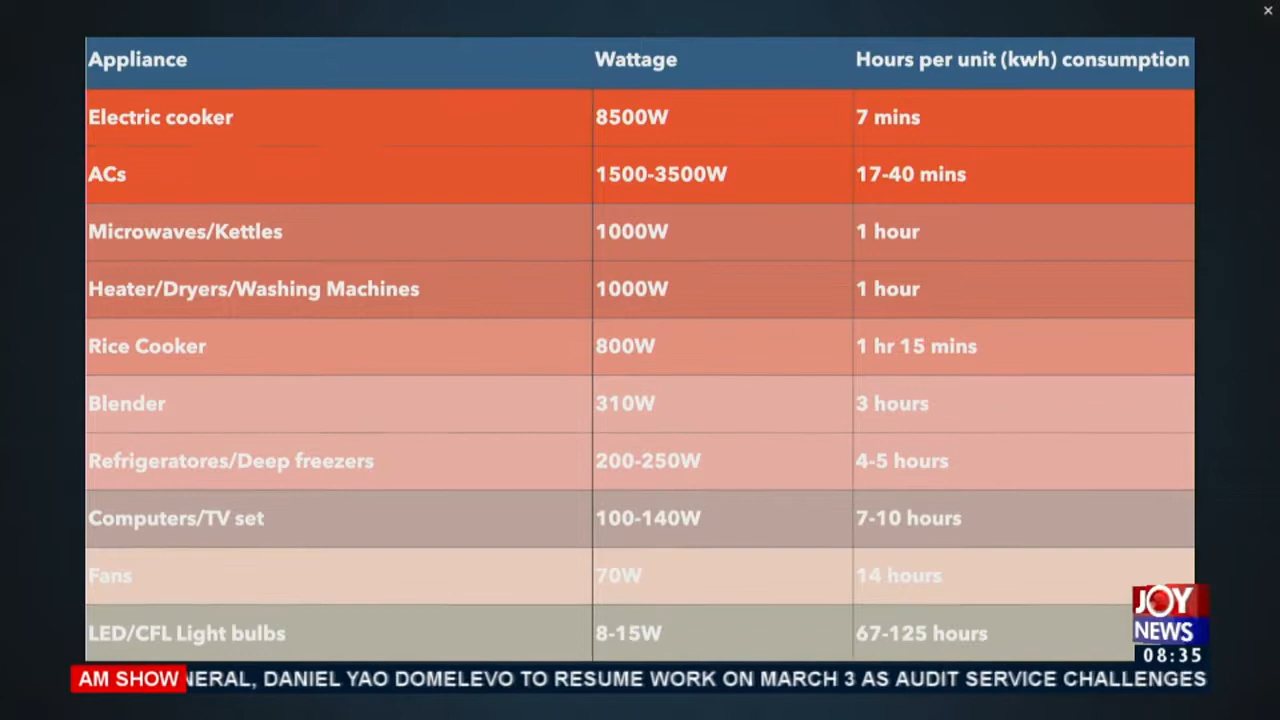 ×
Appliance Wattage Hours per unit (kwh) consumption
Electric cooker 8500W 7 mins
ACs 1500-3500W 17-40 mins
Microwaves/Kettles 1000W 1 hour
Heater/Dryers/Washing Machines 1000W 1 hour
Rice Cooker 800W 1 hr 15 mins
Blender 310W 3 hours
Refrigeratores/Deep freezers 200-250W 4-5 hours
Computers/TV set 100-140W 7-10 hours
Fans 70W 14 hours
LED/CFL Light bulbs 8-15W 67-125 hours
JOY
NEWS
08:35
AM SHOW NERAL, DANIEL YAO DOMELEVO TO RESUME WORK ON MARCH 3 AS AUDIT SERVICE CHALLENGES